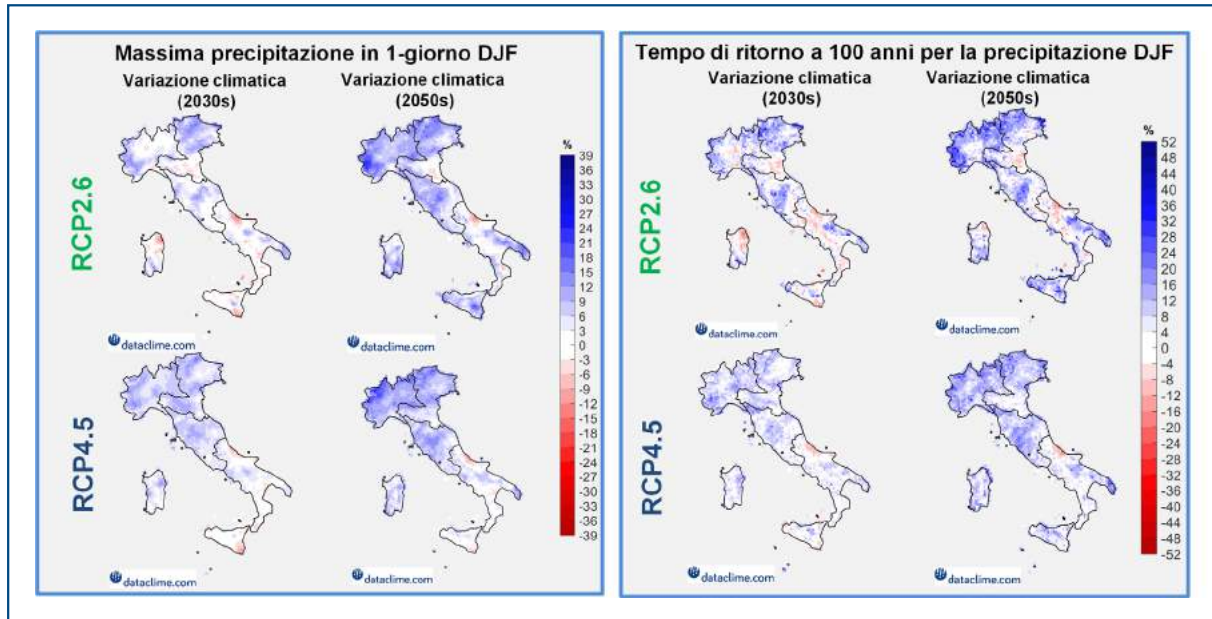 Massima precipitazione in 1-giorno DJF
Variazione climatica
(2030s)
Variazione climatica
(2050s)
RCP2.6
RCP4.5
%
39
36
33
30
27
24
21
18
15
12
9
6
3
0
-3
-6
-9
-12
-15
-18
-21
-24
-27
-30
-33
-36
-39
dataclime.com
dataclime.com
dataclime.com
dataclime.com
Tempo di ritorno a 100 anni per la precipitazione DJF
Variazione climatica
(2030s)
Variazione climatica
(2050s)
RCP2.6
RCP4.5
%
52
48
44
40
36
32
28
24
20
16
12
8
4
0
-4
-8
-12
-16
-20
-24
-28
-32
-36
-40
-44
-48
-52
dataclime.com
dataclime.com
dataclime.com
dataclime.com